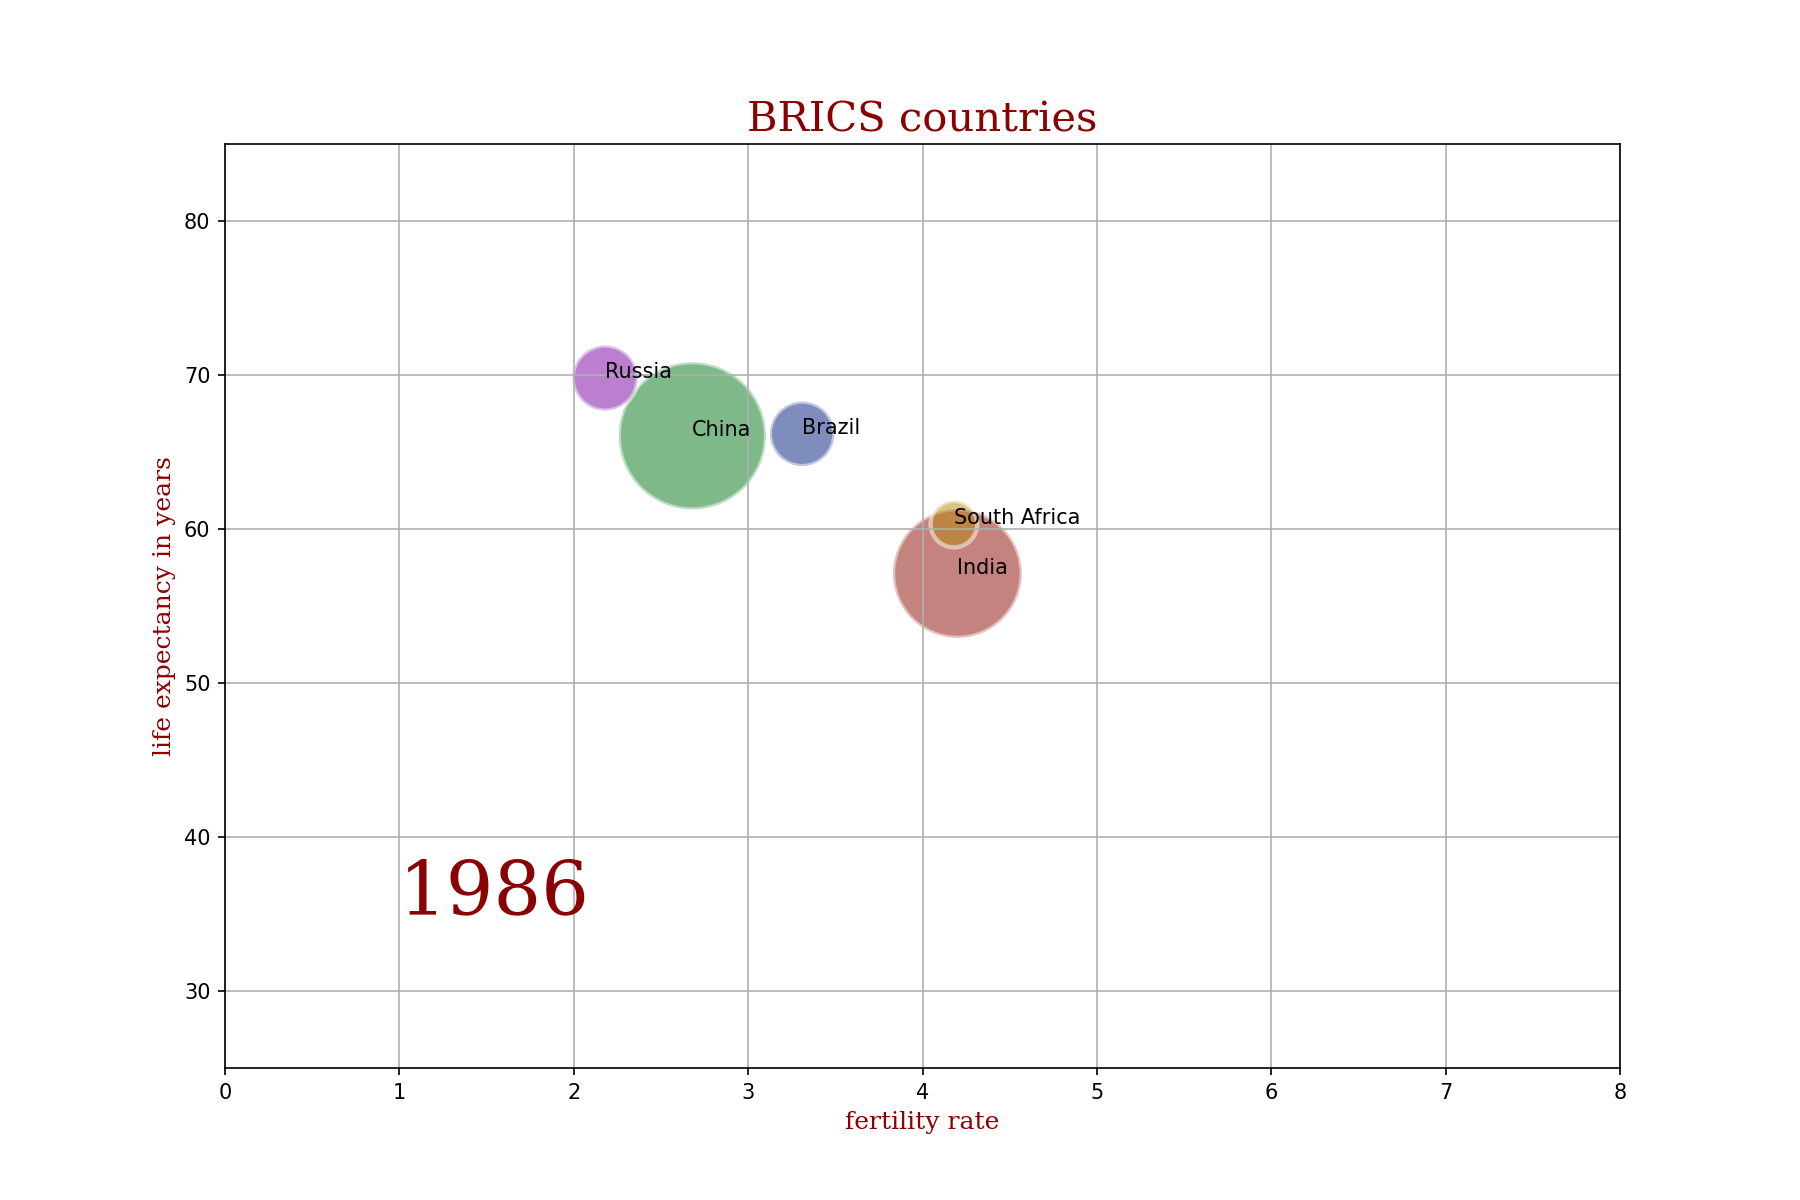 BRICS countries
80
70
60
50
40
30
life expectancy in years
Russia
China
Brazil
South Africa
India
1986
0 1 2 3 4 5 6 7 8
fertility rate